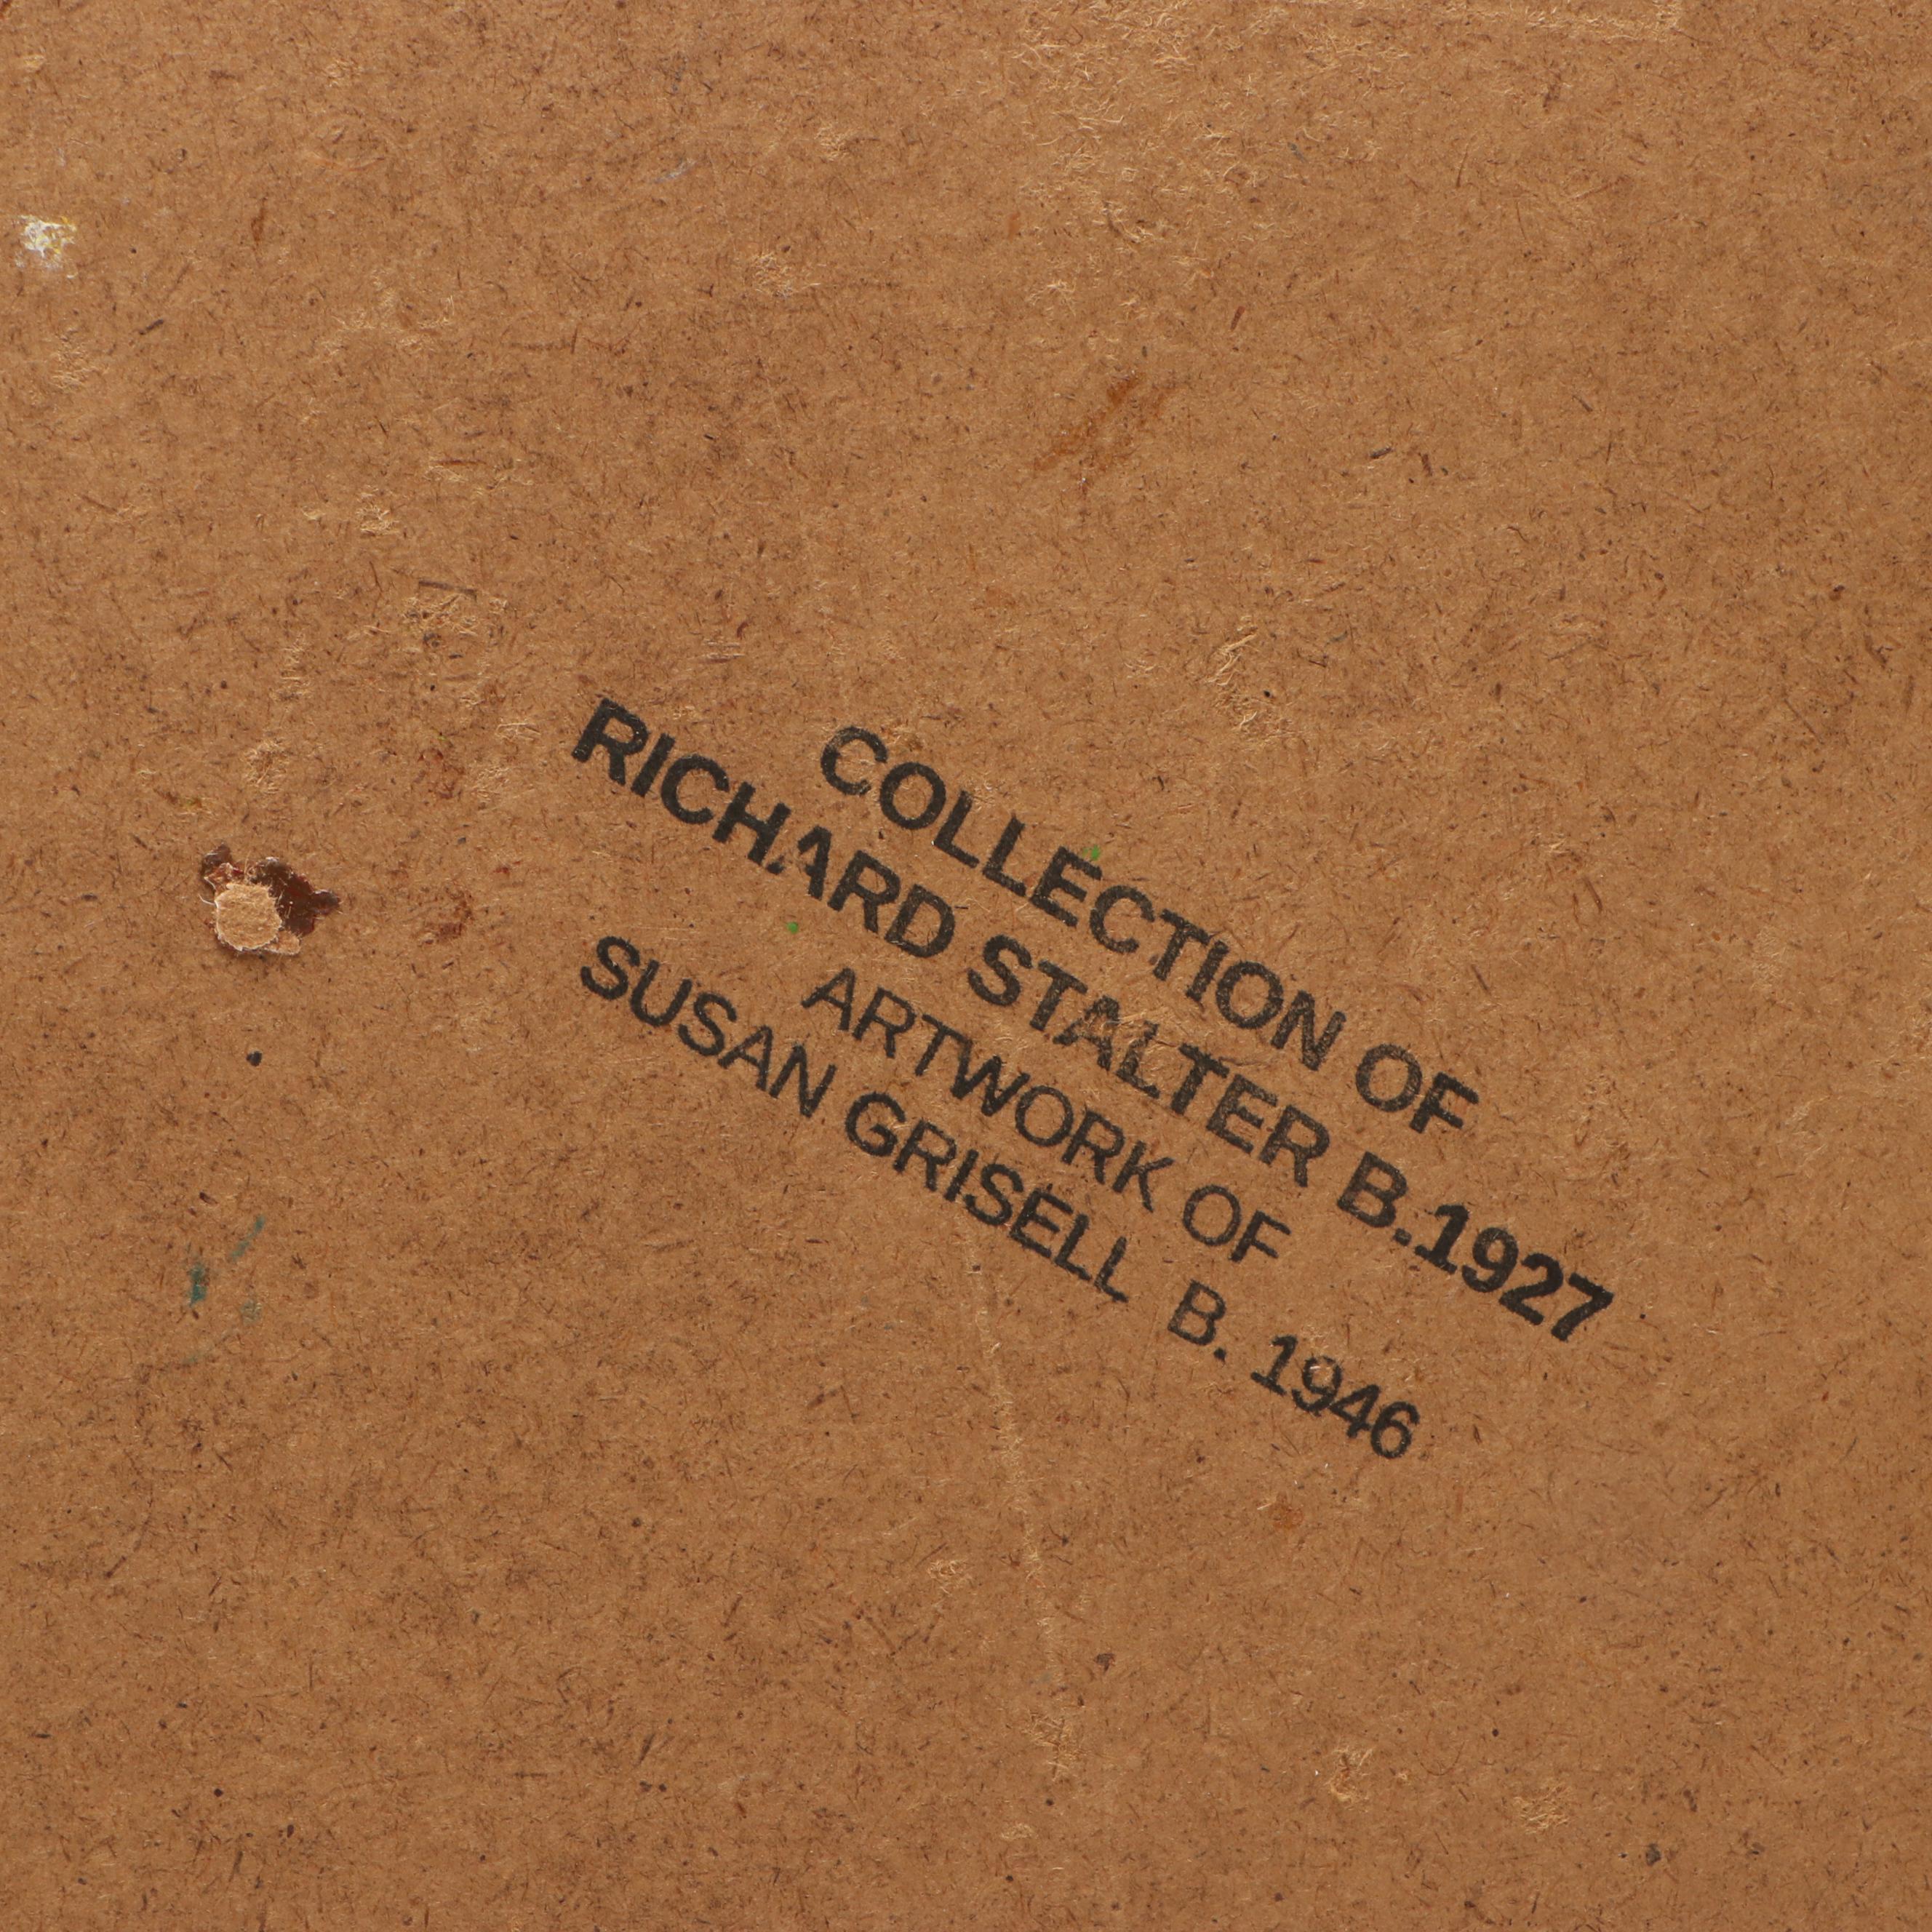 COLLECTION OF
RICHARD STALTER B.1927
ARTWORK OF
SUSAN GRISELL B. 1946